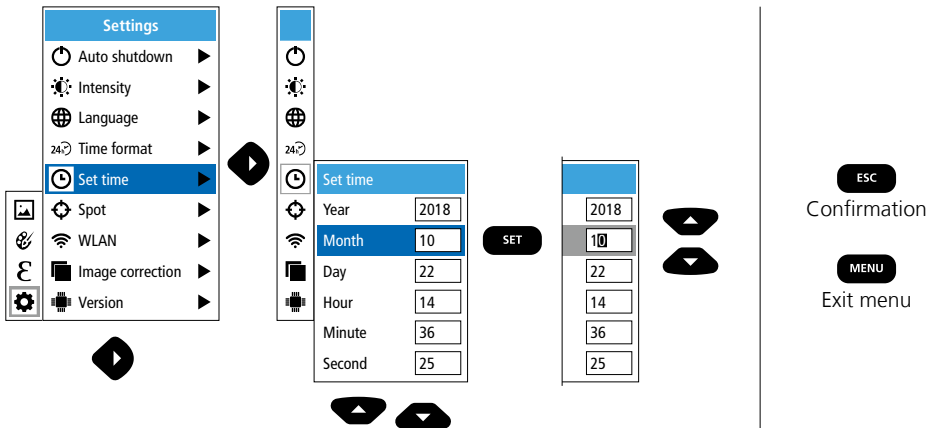 Settings
Auto shutdown
Intensity
Language
24h Time format
Set time
Spot
WLAN
ε
Image correction
Version
24h
Set time
Year 2018
Month 10
Day 22
Hour 14
Minute 36
Second 25
SET
2018
10
22
14
36
25
ESC
Confirmation
MENU
Exit menu